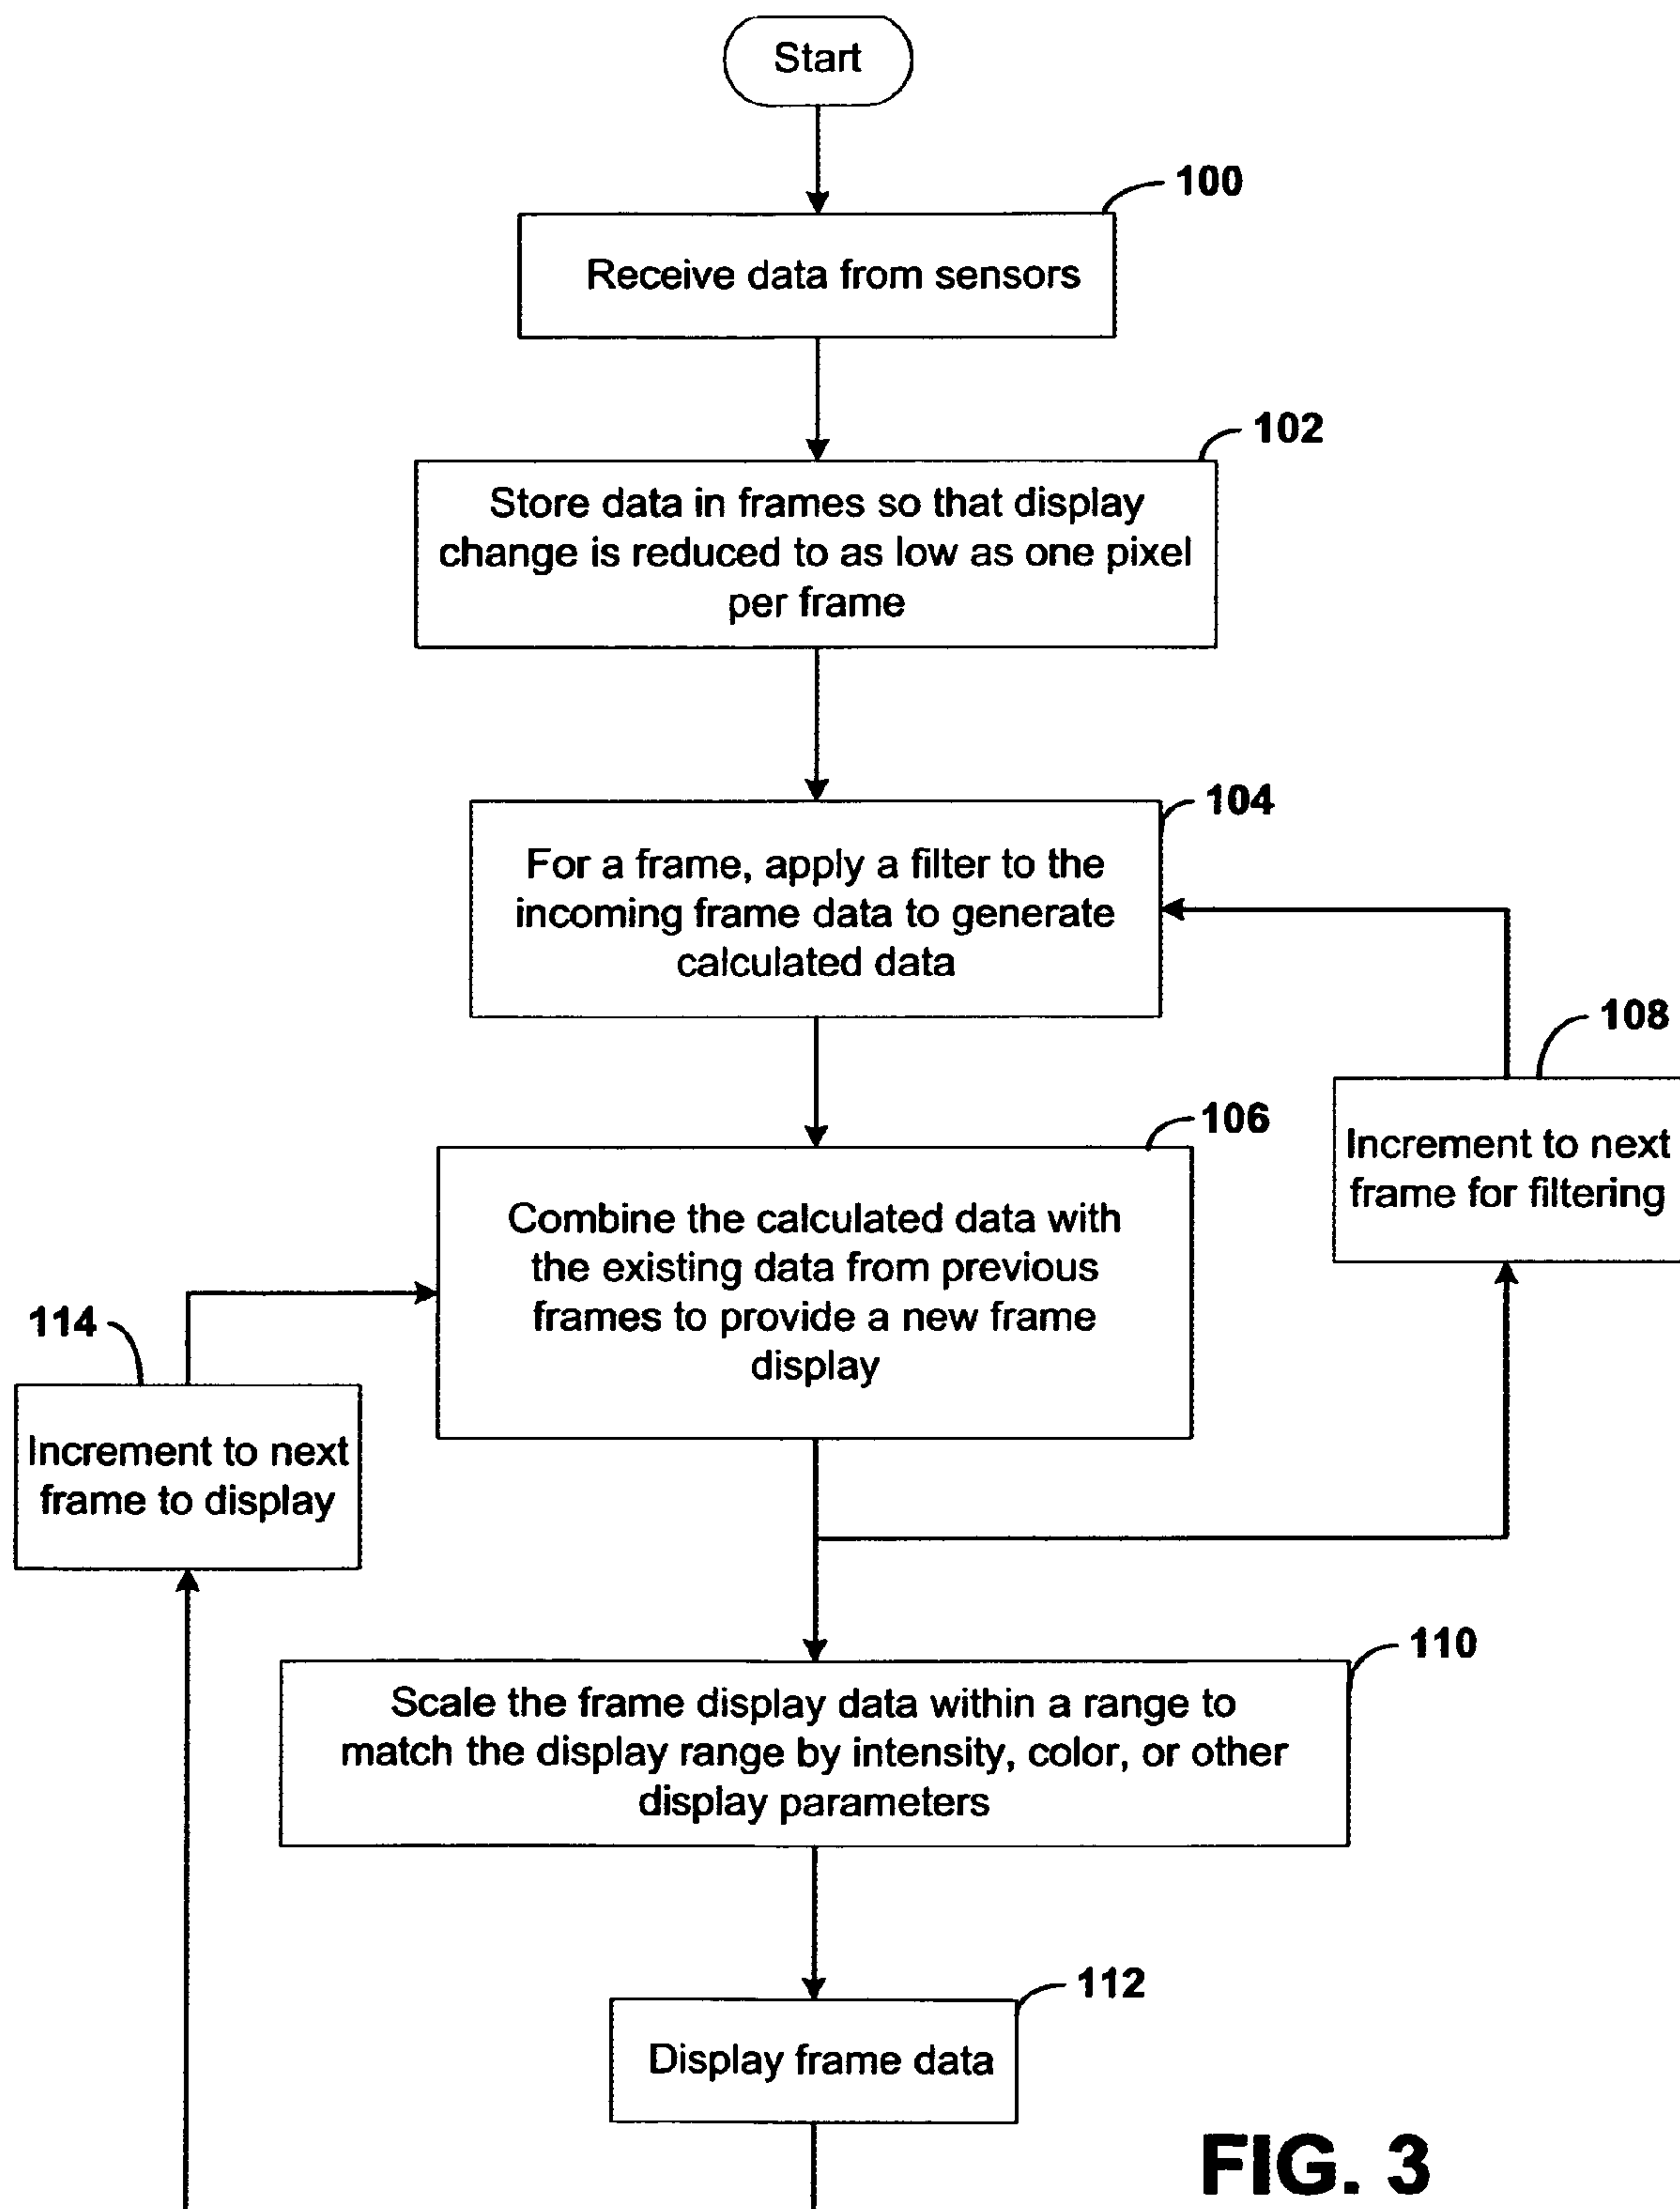 Start
100
Receive data from sensors
102
Store data in frames so that display
change is reduced to as low as one pixel
per frame
104
For a frame, apply a filter to the
incoming frame data to generate
calculated data
108
Increment to next
frame for filtering
106
Combine the calculated data with
the existing data from previous
frames to provide a new frame
display
114
Increment to next
frame to display
110
Scale the frame display data within a range to
match the display range by intensity, color, or other
display parameters
112
Display frame data
FIG. 3